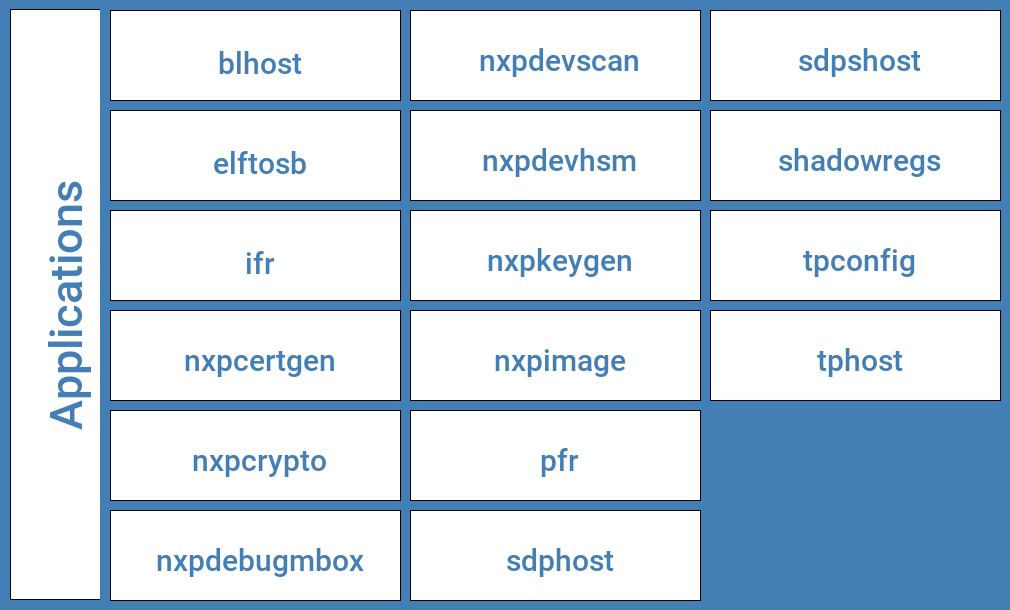 Applications
blhost
elftosb
ifr
nxpcertgen
nxpcrypto
nxpdebugmbox
nxpdevscan
nxpdevhsm
nxpkeygen
nxpimage
pfr
sdphost
sdpshost
shadowregs
tpconfig
tphost